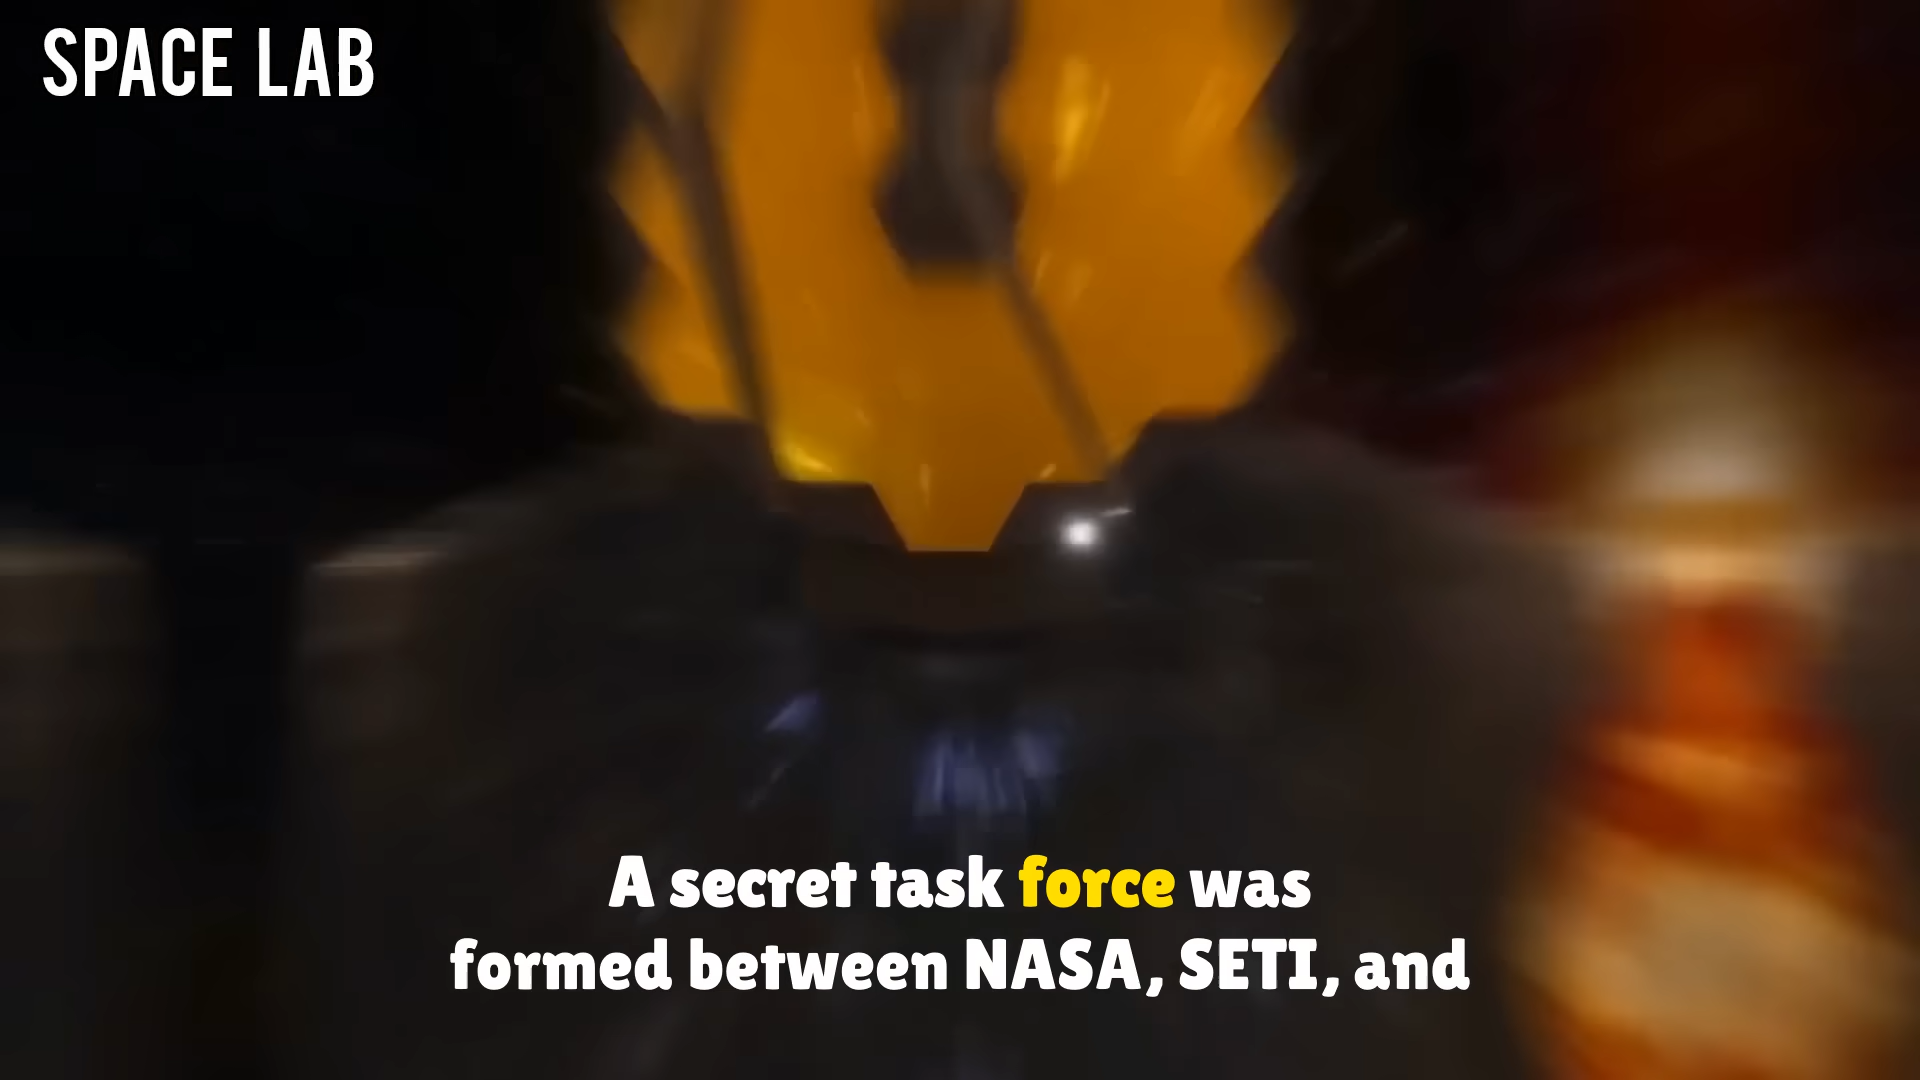 SPACE LAB
A secret task force was
formed between NASA, SETI, and